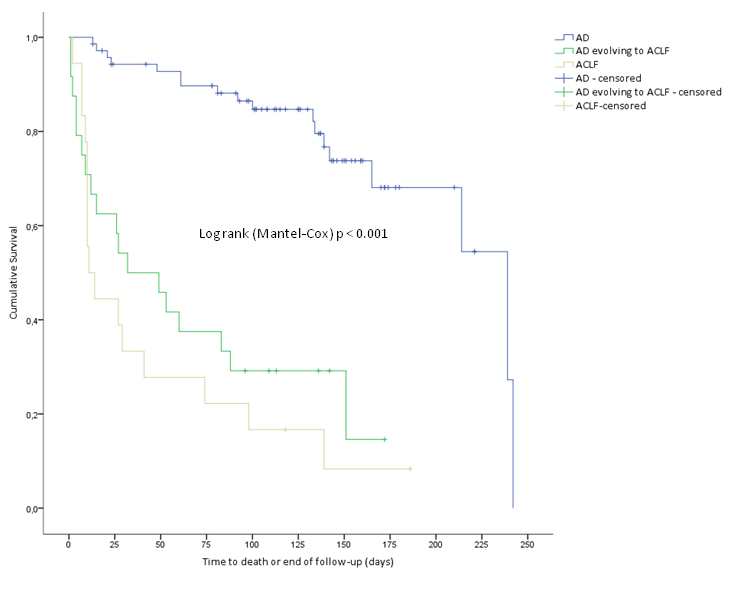 AD
AD evolving to ACLF
ACLF
AD - censored
AD evolving to ACLF - censored
ACLF-censored
Cumulative Survival
1,0
0,8
0,6
0,4
0,2
0,0
Logrank (Mantel-Cox) p < 0.001
0 25 50 75 100 125 150 175 200 225 250
Time to death or end of follow-up (days)